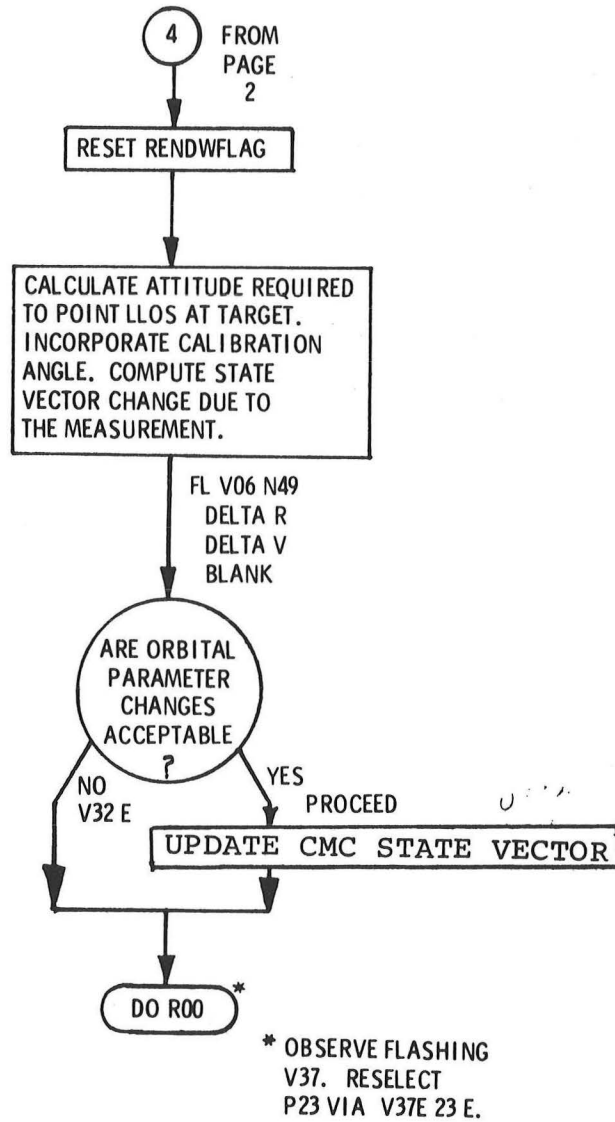 4
FROM
PAGE
2
RESET RENDWFLAG
CALCULATE ATTITUDE REQUIRED
TO POINT LLOS AT TARGET.
INCORPORATE CALIBRATION
ANGLE. COMPUTE STATE
VECTOR CHANGE DUE TO
THE MEASUREMENT.
FL V06 N49
DELTA R
DELTA V
BLANK
ARE ORBITAL
PARAMETER
CHANGES
ACCEPTABLE
?
NO
V32 E
YES
PROCEED
UPDATE CMC STATE VECTOR
DO R00 *
* OBSERVE FLASHING
V37. RESELECT
P23 VIA V37E 23 E.